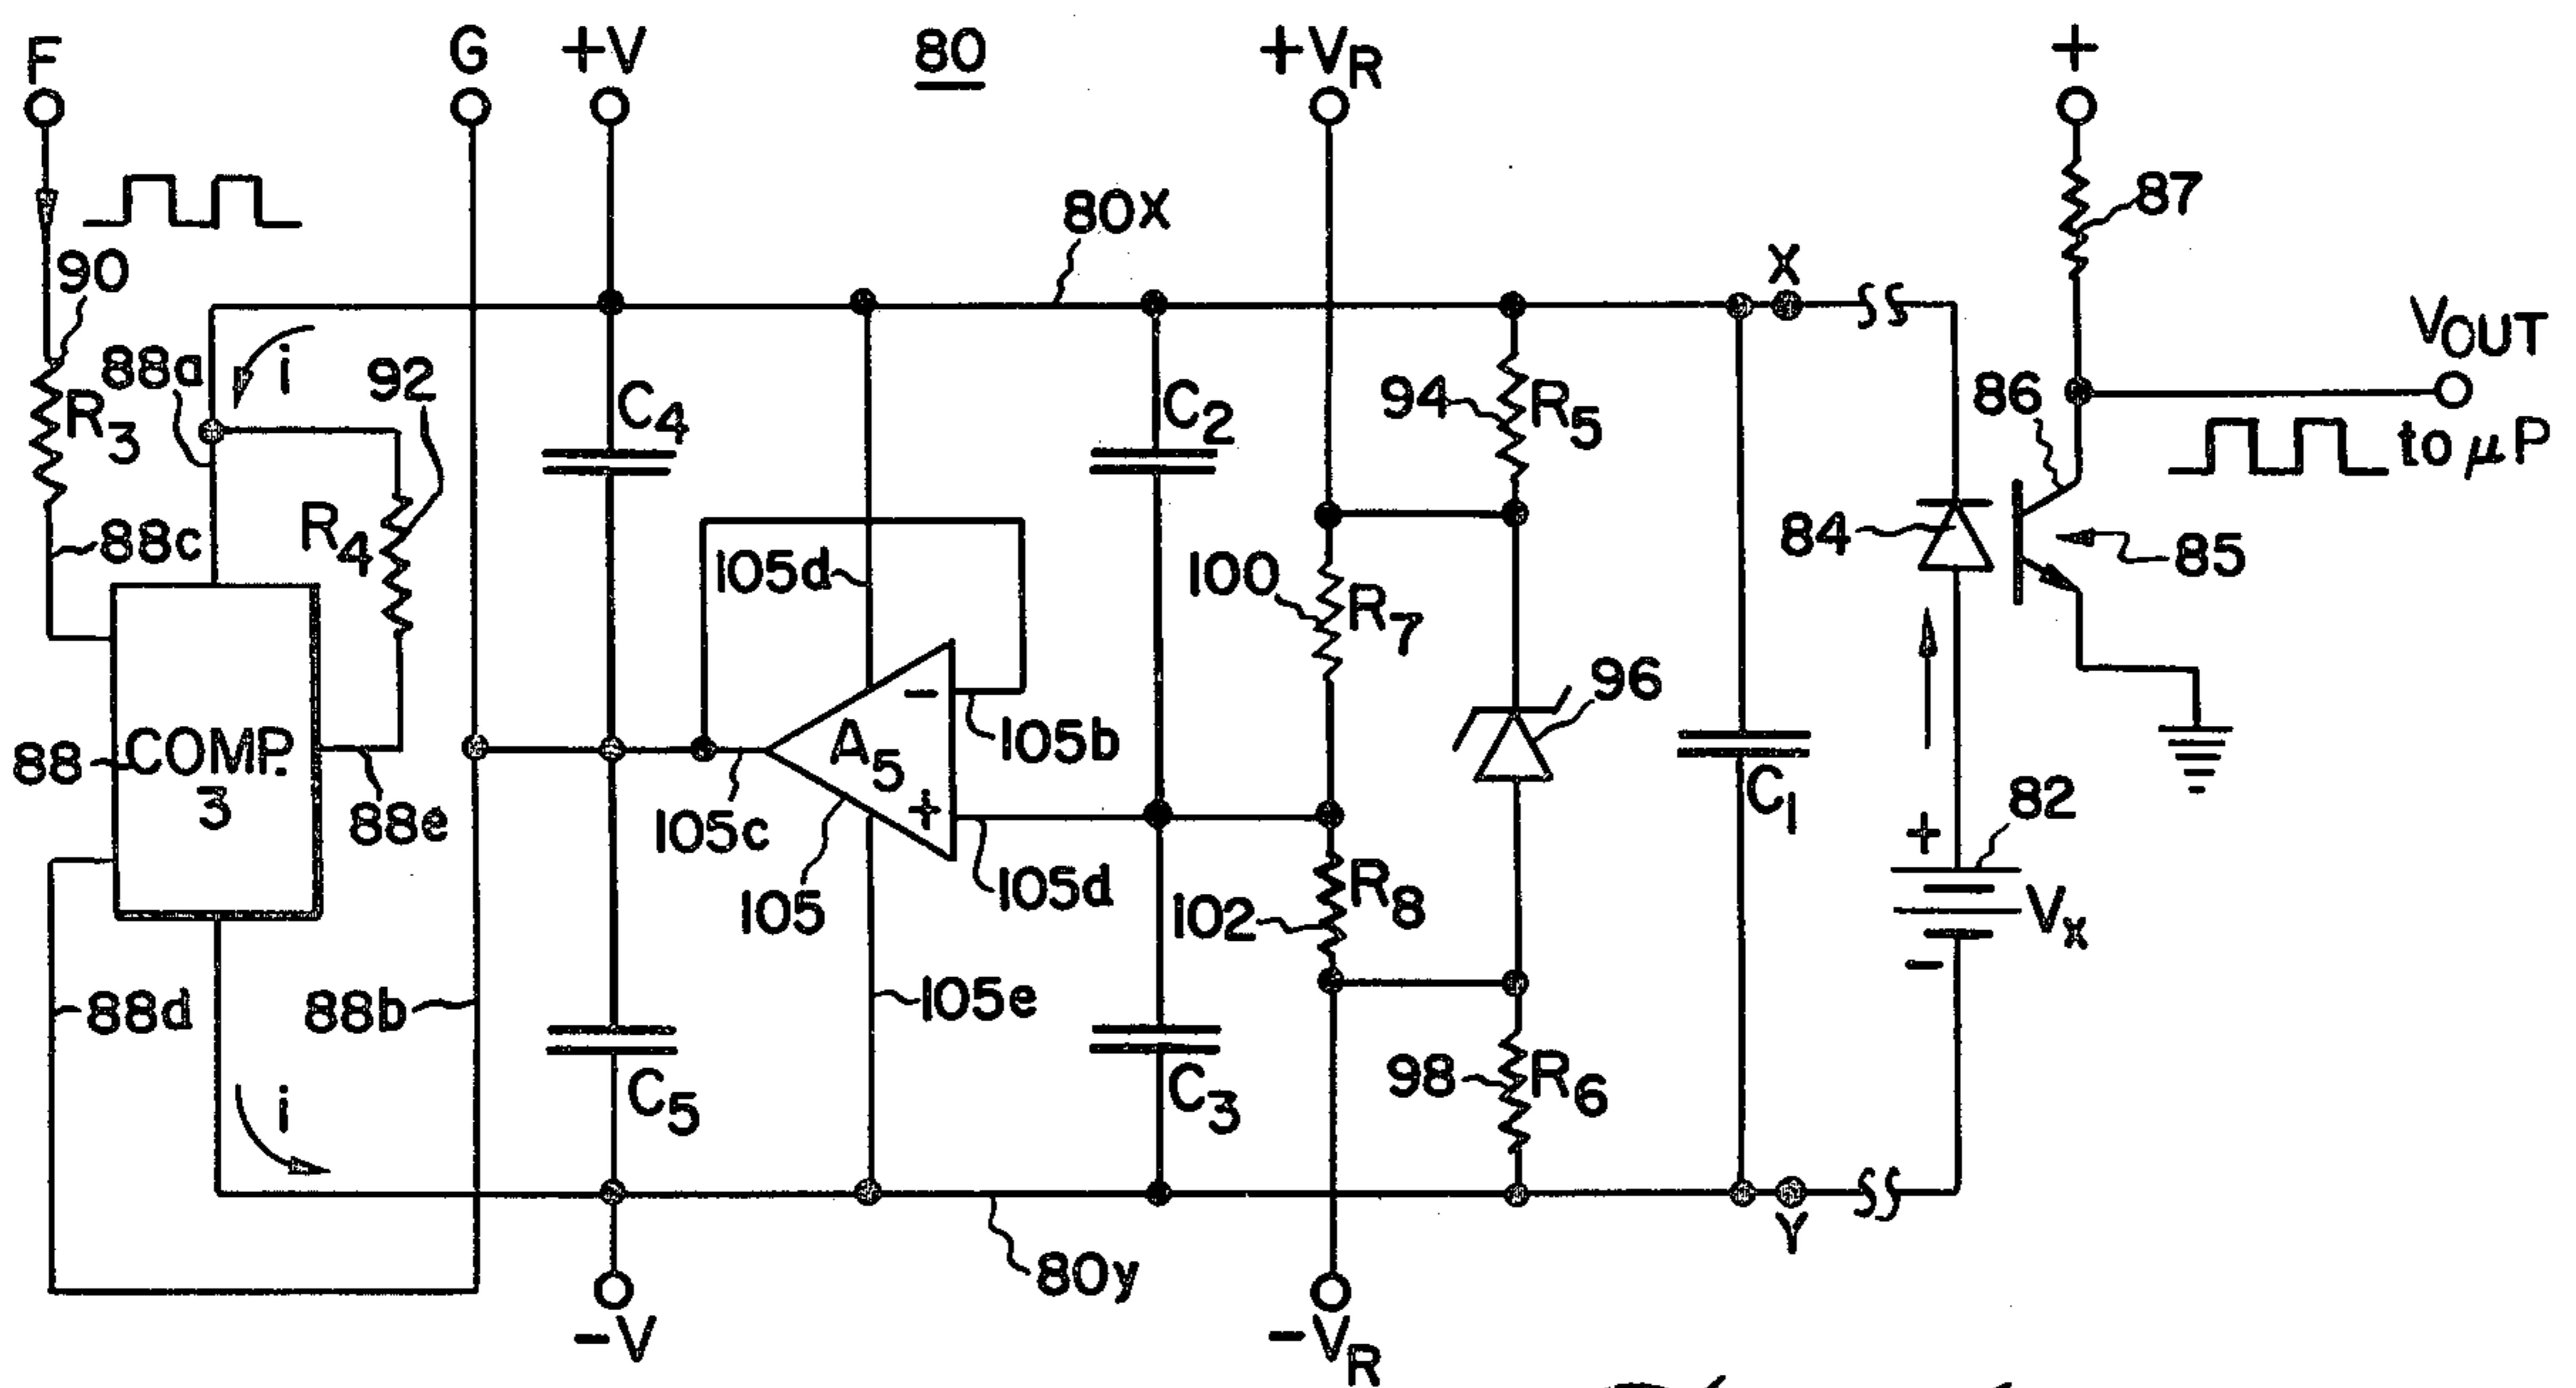 F
G
+V
80
+VR
+
87
80X
X
90
VOUT
88a
i
92
R3
C4
C2
94
R5
86
to μP
R4
88c
105d
100
R7
84
85
96
88
COMP.
3
88e
A5
-
+
105b
105c
105
105d
R8
102
C1
82
+
Vx
-
88d
88b
105e
i
C5
C3
98
R6
80y
Y
-V
-VR